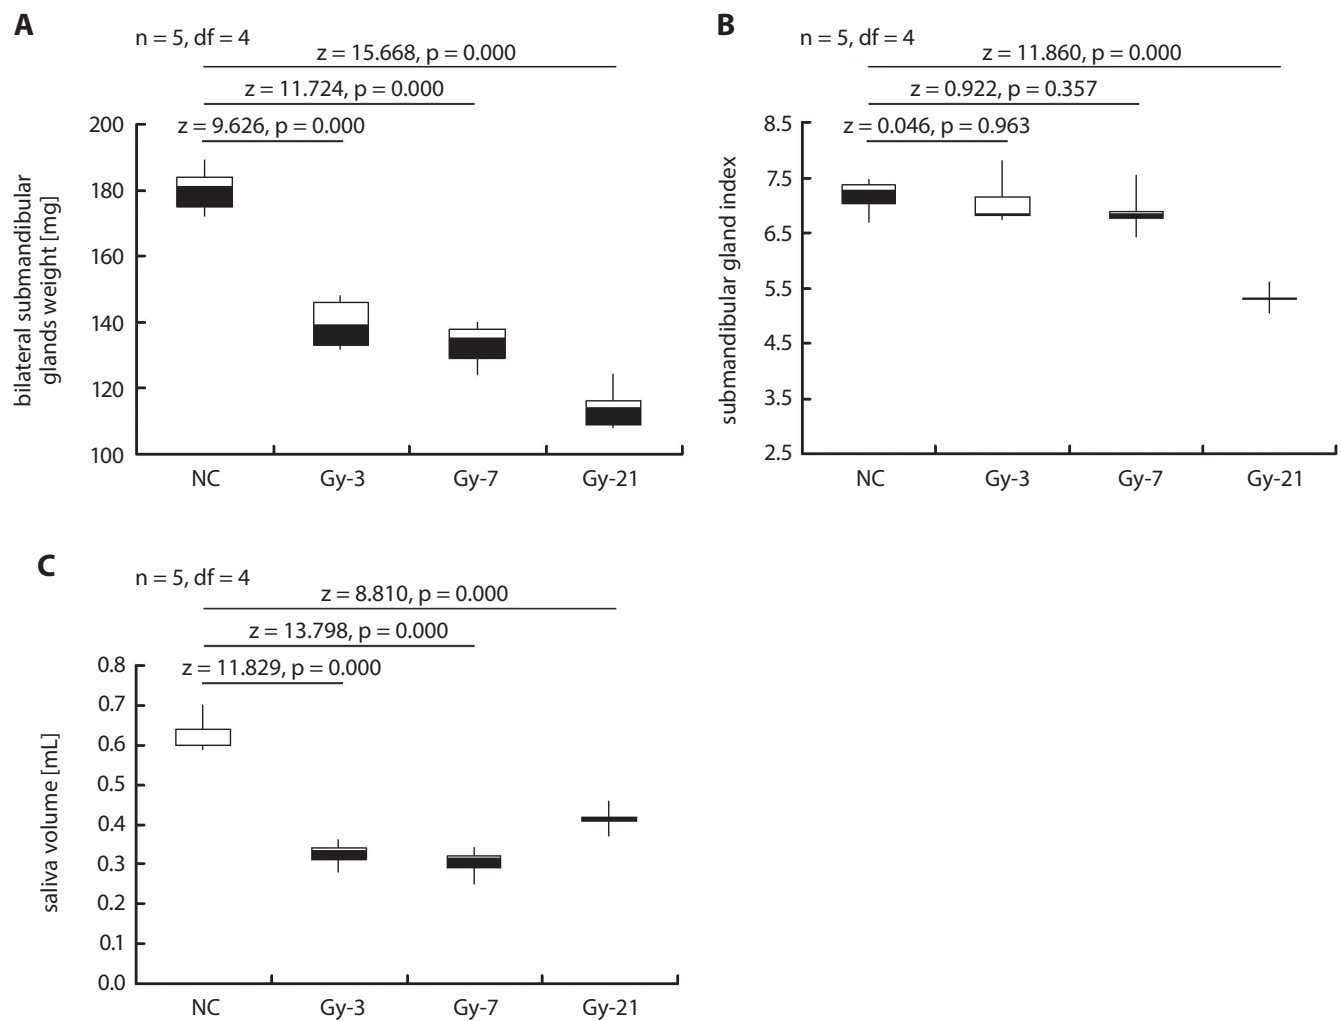 A
n = 5, df = 4
z = 15.668, p = 0.000
z = 11.724, p = 0.000
z = 9.626, p = 0.000
bilateral submandibular
glands weight [mg]
200
180
160
140
120
100
NC Gy-3 Gy-7 Gy-21
B
n = 5, df = 4
z = 11.860, p = 0.000
z = 0.922, p = 0.357
z = 0.046, p = 0.963
submandibular gland index
8.5
7.5
6.5
5.5
4.5
3.5
2.5
NC Gy-3 Gy-7 Gy-21
C
n = 5, df = 4
z = 8.810, p = 0.000
z = 13.798, p = 0.000
z = 11.829, p = 0.000
saliva volume [mL]
0.8
0.7
0.6
0.5
0.4
0.3
0.2
0.1
0.0
NC Gy-3 Gy-7 Gy-21